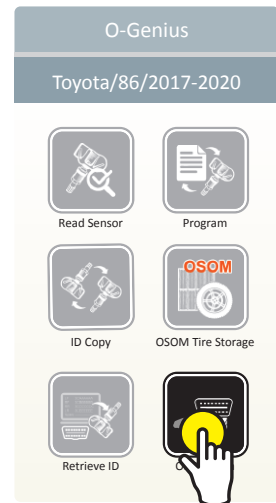 O-Genius
Toyota/86/2017-2020
Read Sensor
Program
OSOM
ID Copy
OSOM Tire Storage
Retrieve ID